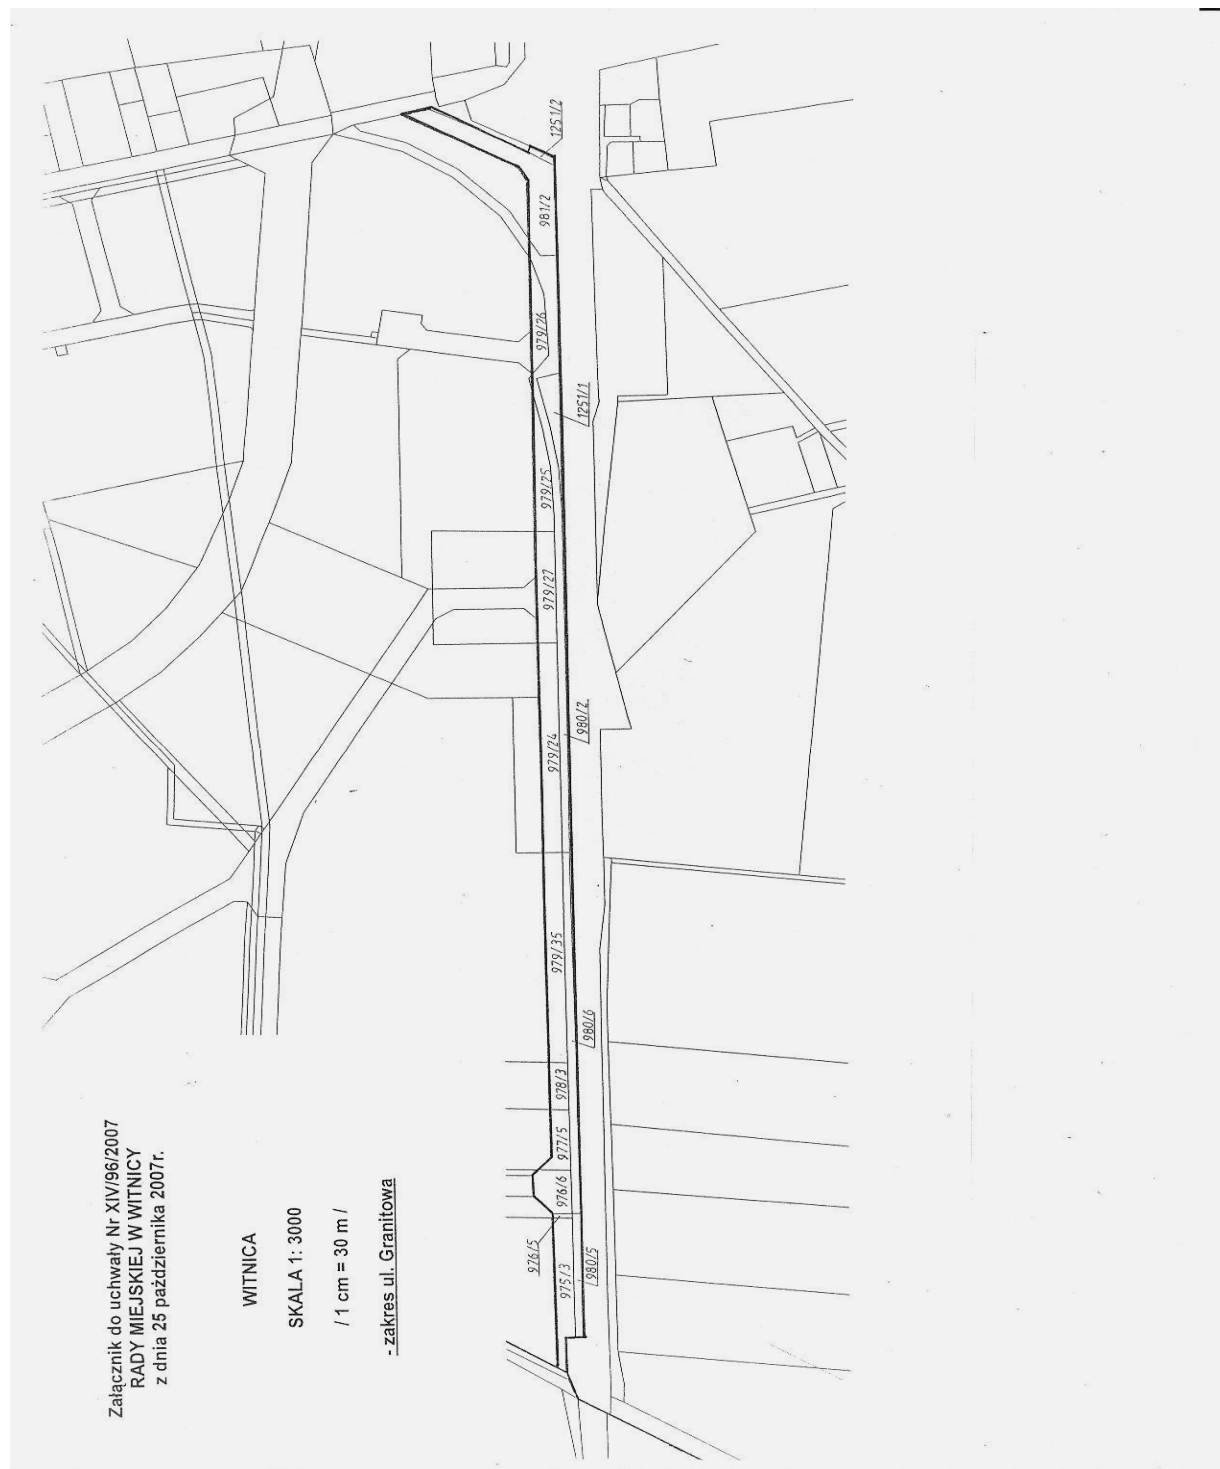 Załącznik do uchwały Nr XIV/96/2007
RADY MIEJSKIEJ W WITNICY
z dnia 25 października 2007r.
WITNICA
SKALA 1: 3000
/ 1 cm = 30 m /
- zakres ul. Granitowa
975/3
976/5
980/5
976/6
977/5
978/3
980/6
979/35
979/24
980/2
979/27
979/25
1251/1
979/26
981/2
1251/2